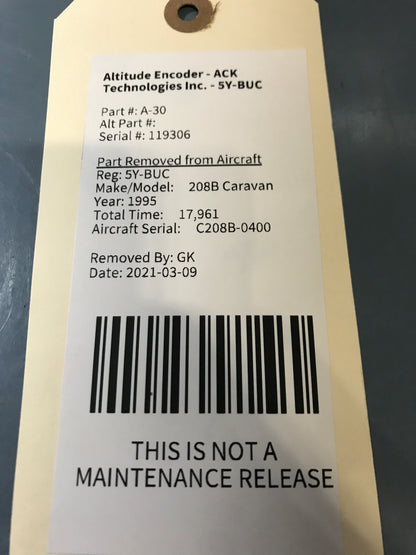 Altitude Encoder - ACK
Technologies Inc. - 5Y-BUC
Part #: A-30
Alt Part #:
Serial #: 119306
Part Removed from Aircraft
Reg: 5Y-BUC
Make/Model: 208B Caravan
Year: 1995
Total Time: 17,961
Aircraft Serial: C208B-0400
Removed By: GK
Date: 2021-03-09
THIS IS NOT A
MAINTENANCE RELEASE